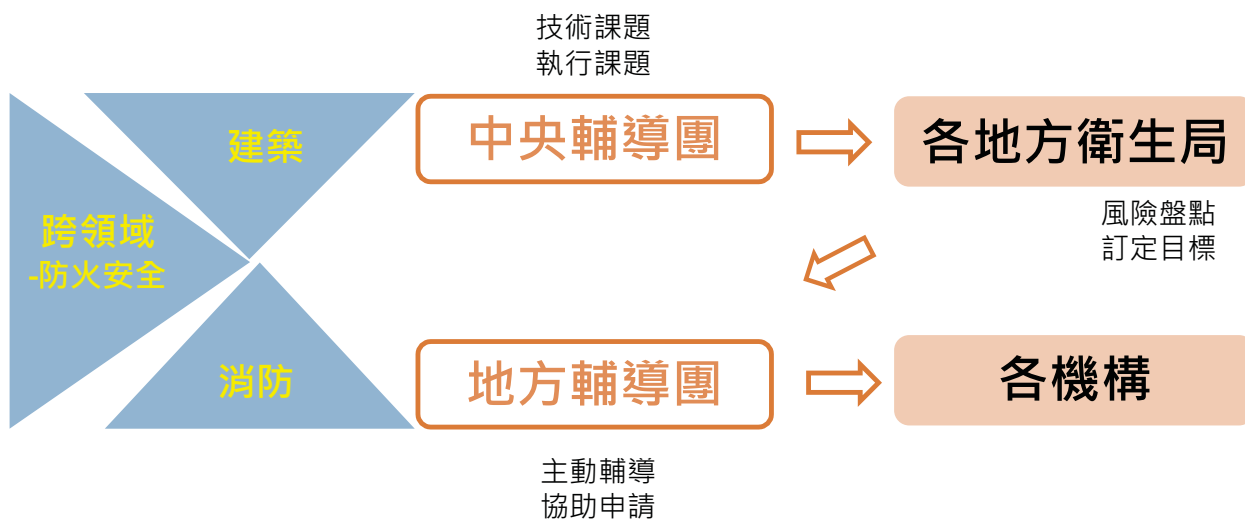 技術課題
執行課題
建築
中央輔導團
各地方衛生局
跨領域
-防火安全
風險盤點
訂定目標
消防
地方輔導團
各機構
主動輔導
協助申請